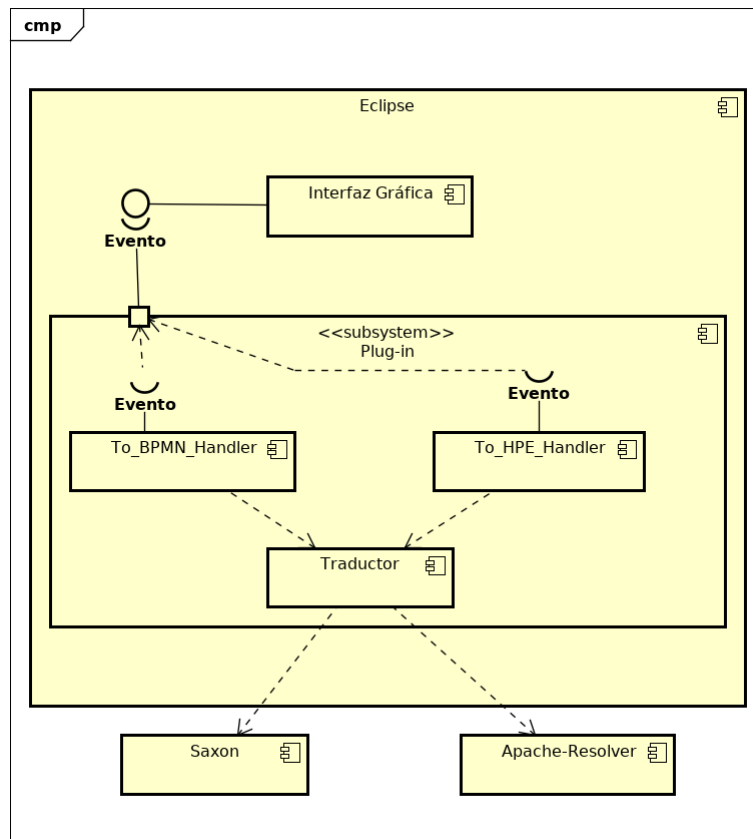 cmp
Eclipse
Interfaz Gráfica
Evento
<<subsystem>>
Plug-in
Evento
Evento
To_BPMN_Handler
To_HPE_Handler
Traductor
Saxon
Apache-Resolver